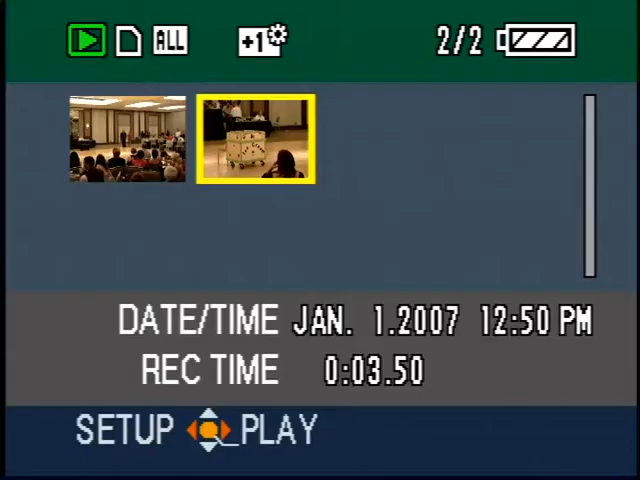 ALL +1 2/2
DATE/TIME JAN. 1.2007 12:50 PM
REC TIME 0:03.50
SETUP PLAY